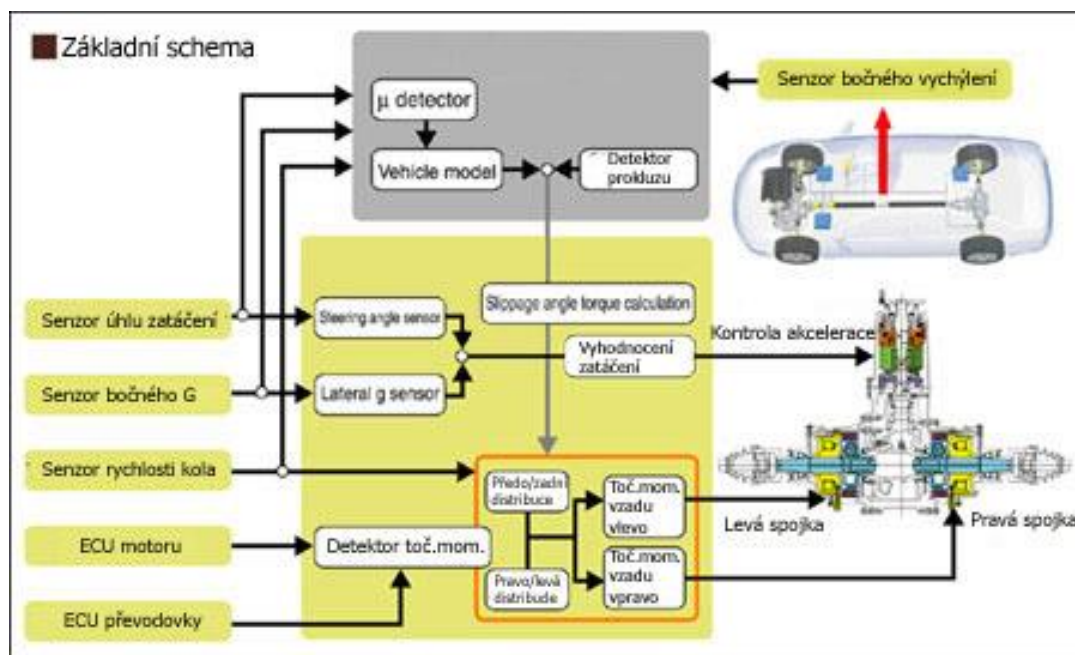 Základní schema
Senzor bočného vychýlení
µ detector
Vehicle model
Detektor
prokluzu
Senzor úhlu zatáčení
Steering angle sensor
Slippage angle torque calculation
Kontrola akcelerace
Vyhodnocení
zatáčení
Senzor bočného G
Lateral g sensor
Senzor rychlosti kola
Předo/zadní
distribuce
Toč.mom.
vzadu
vlevo
Levá spojka
Pravá spojka
ECU motoru
Detektor toč.mom.
Pravo/levá
distribude
Toč.mom.
vzadu
vpravo
ECU převodovky